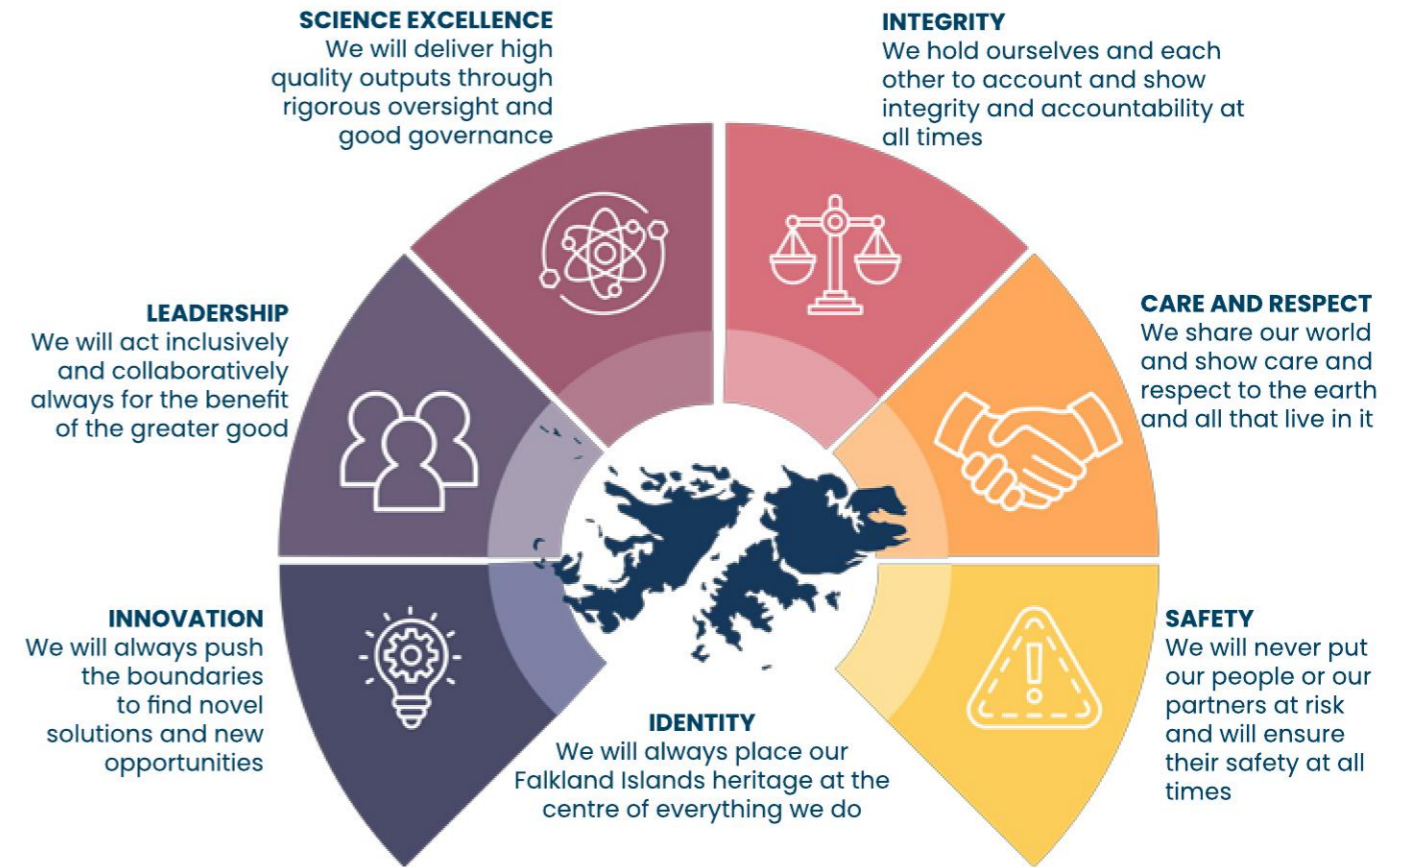 SCIENCE EXCELLENCE
We will deliver high
quality outputs through
rigorous oversight and
good governance
INTEGRITY
We hold ourselves and each
other to account and show
integrity and accountability at
all times
LEADERSHIP
We will act inclusively
and collaboratively
always for the benefit
of the greater good
CARE AND RESPECT
We share our world
and show care and
respect to the earth
and all that live in it
INNOVATION
We will always push
the boundaries
to find novel
solutions and new
opportunities
IDENTITY
We will always place our
Falkland Islands heritage at the
centre of everything we do
SAFETY
We will never put
our people or our
partners at risk
and will ensure
their safety at all
times